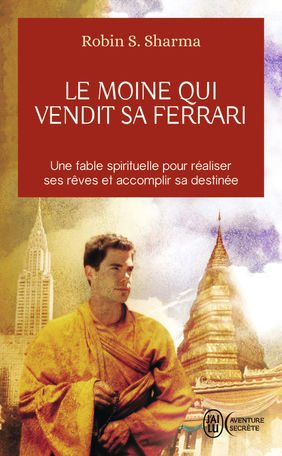 Robin S. Sharma
LE MOINE QUI
VENDIT SA FERRARI
Une fable spirituelle pour réaliser
ses rêves et accomplir sa destinée
J'AI
LU
AVENTURE
SECRÈTE